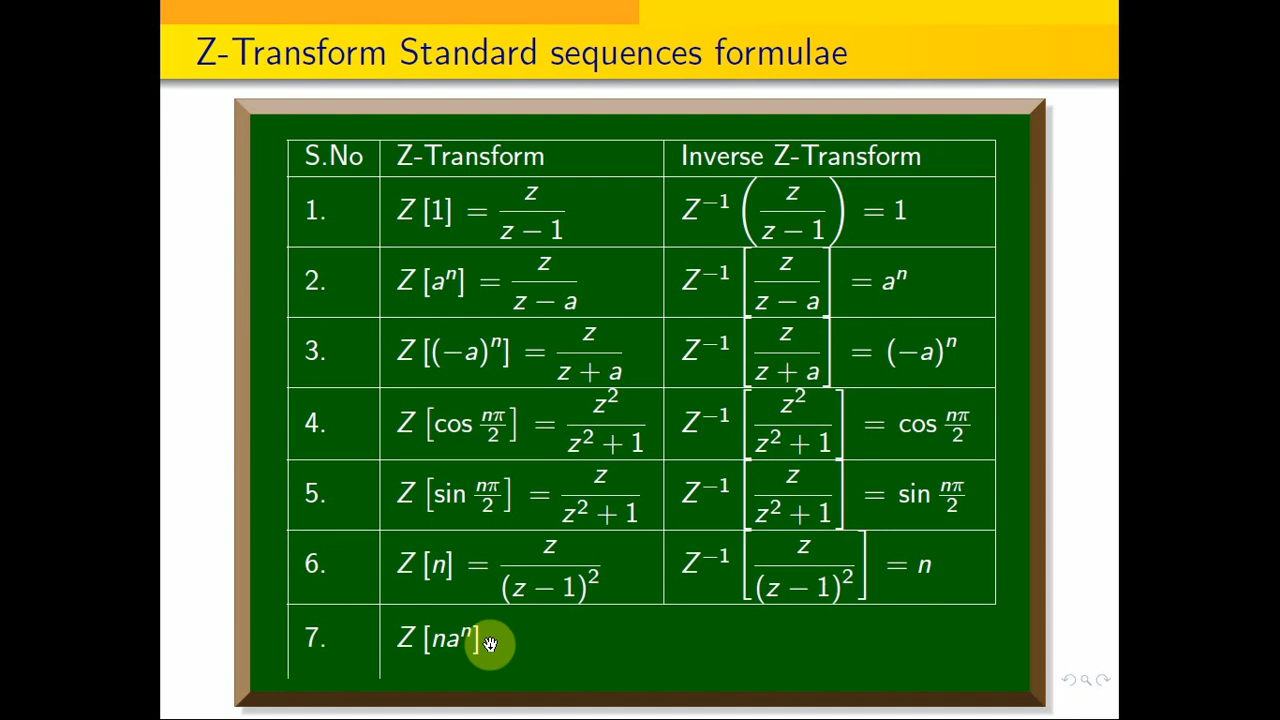 Z-Transform Standard sequences formulae
S.No Z-Transform Inverse Z-Transform
1. Z [1] = z/(z − 1) Z⁻¹ (z/(z − 1)) = 1
2. Z [aⁿ] = z/(z − a) Z⁻¹ [z/(z − a)] = aⁿ
3. Z [(−a)ⁿ] = z/(z + a) Z⁻¹ [z/(z + a)] = (−a)ⁿ
4. Z [cos nπ/2] = z²/(z² + 1) Z⁻¹ [z²/(z² + 1)] = cos nπ/2
5. Z [sin nπ/2] = z/(z² + 1) Z⁻¹ [z/(z² + 1)] = sin nπ/2
6. Z [n] = z/(z − 1)² Z⁻¹ [z/(z − 1)²] = n
7. Z [naⁿ]